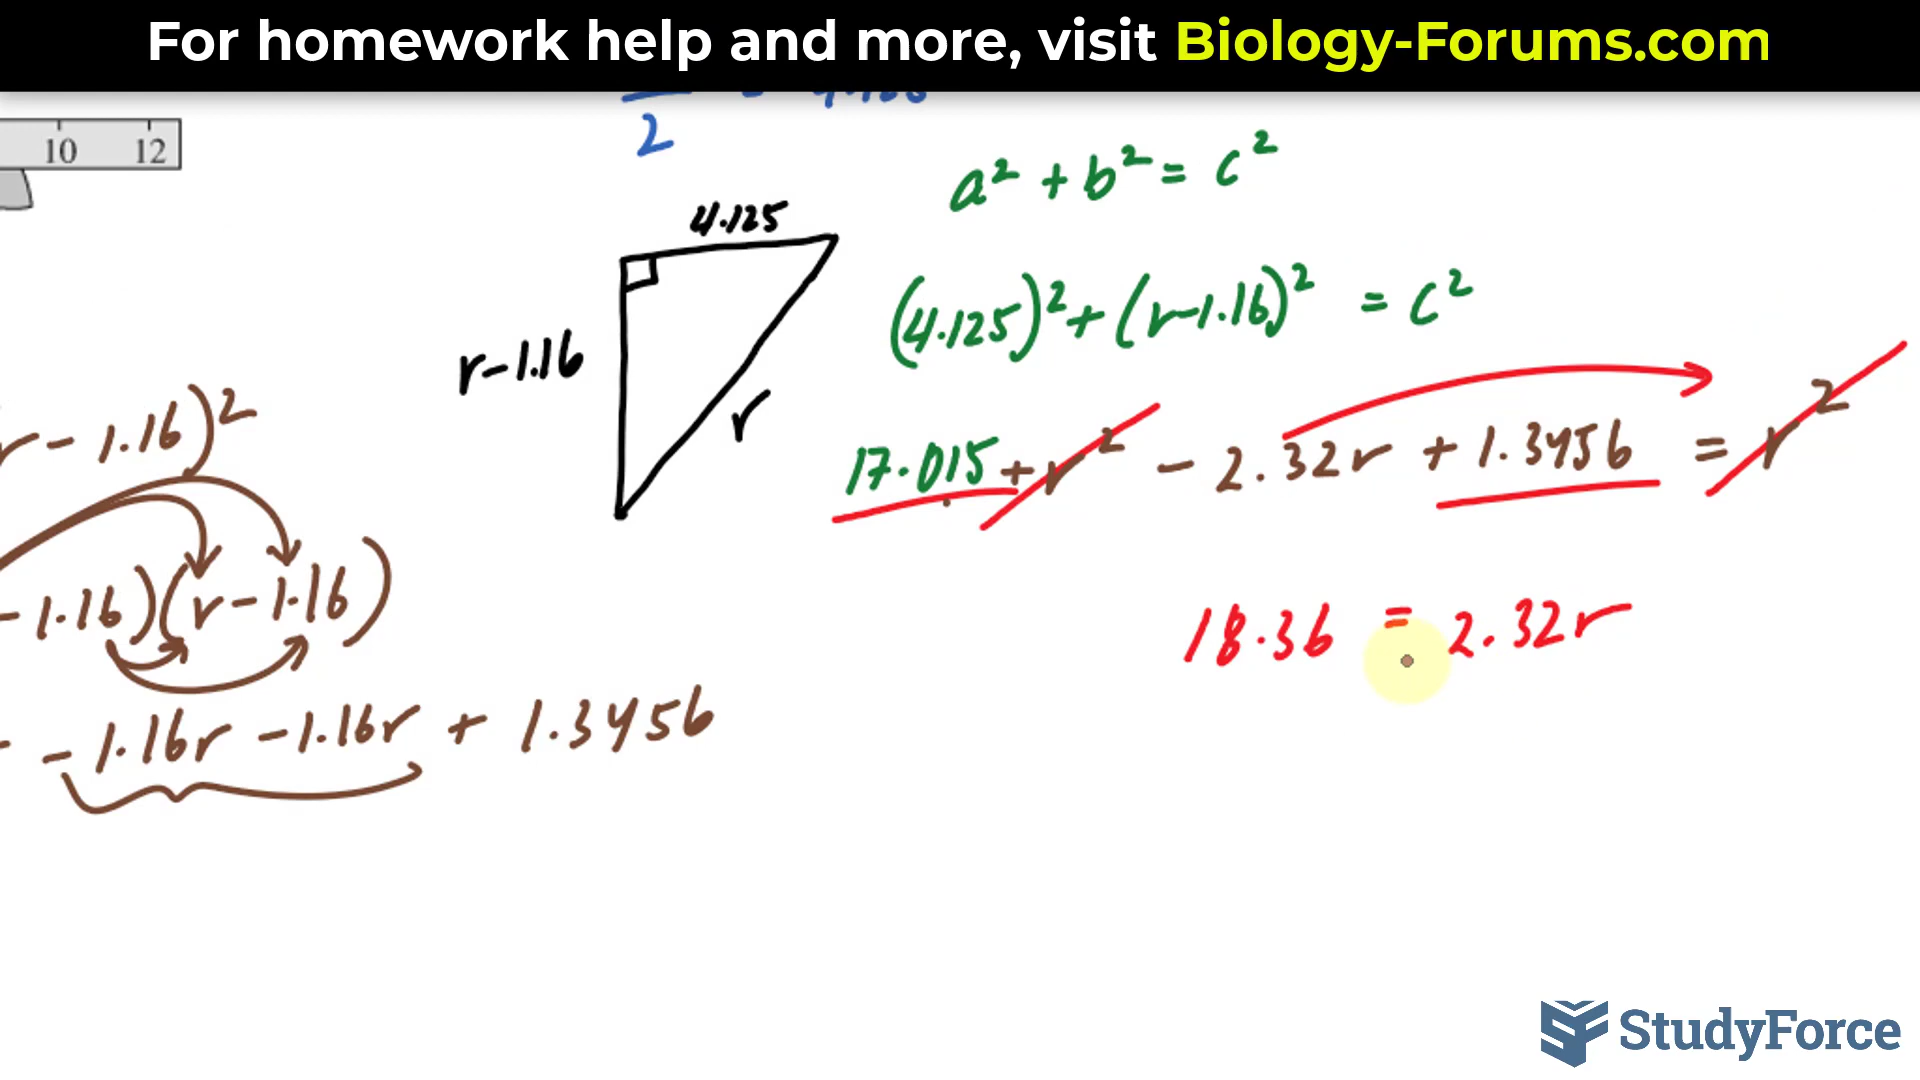 For homework help and more, visit Biology-Forums.com
10 12
2
a² + b² = c²
4.125
r-1.16
r
(4.125)² + (r-1.16)² = c²
17.015 + r² - 2.32r + 1.3456 = r²
r - 1.16)²
-1.16)(r-1.16)
18.36 = 2.32r
-1.16r -1.16r + 1.3456
StudyForce